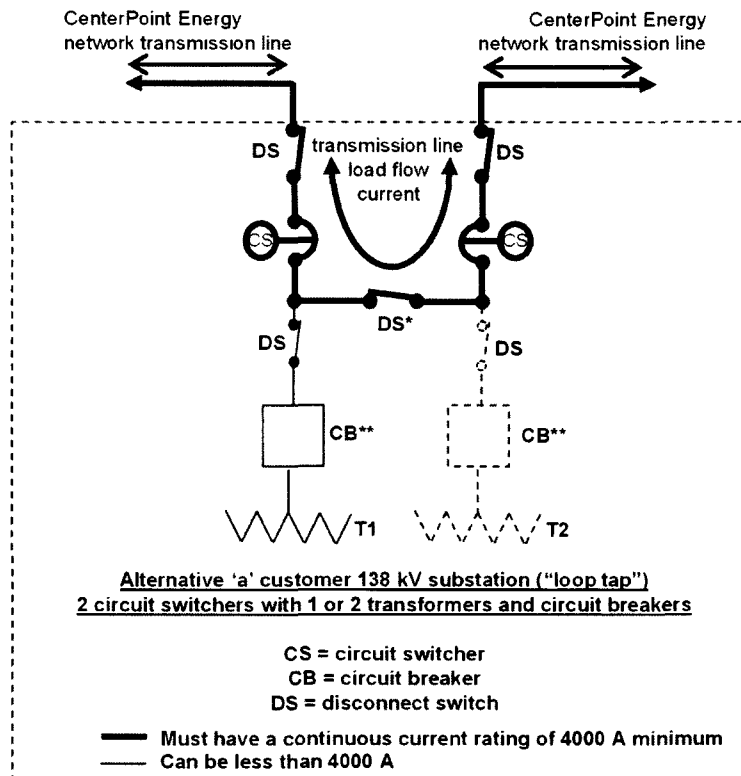 CenterPoint Energy
network transmission line
CenterPoint Energy
network transmission line
DS
transmission line
load flow
current
DS
CS
CS
DS*
DS
DS
CB**
CB**
T1
T2
Alternative 'a' customer 138 kV substation ("loop tap")
2 circuit switchers with 1 or 2 transformers and circuit breakers
CS = circuit switcher
CB = circuit breaker
DS = disconnect switch
Must have a continuous current rating of 4000 A minimum
Can be less than 4000 A